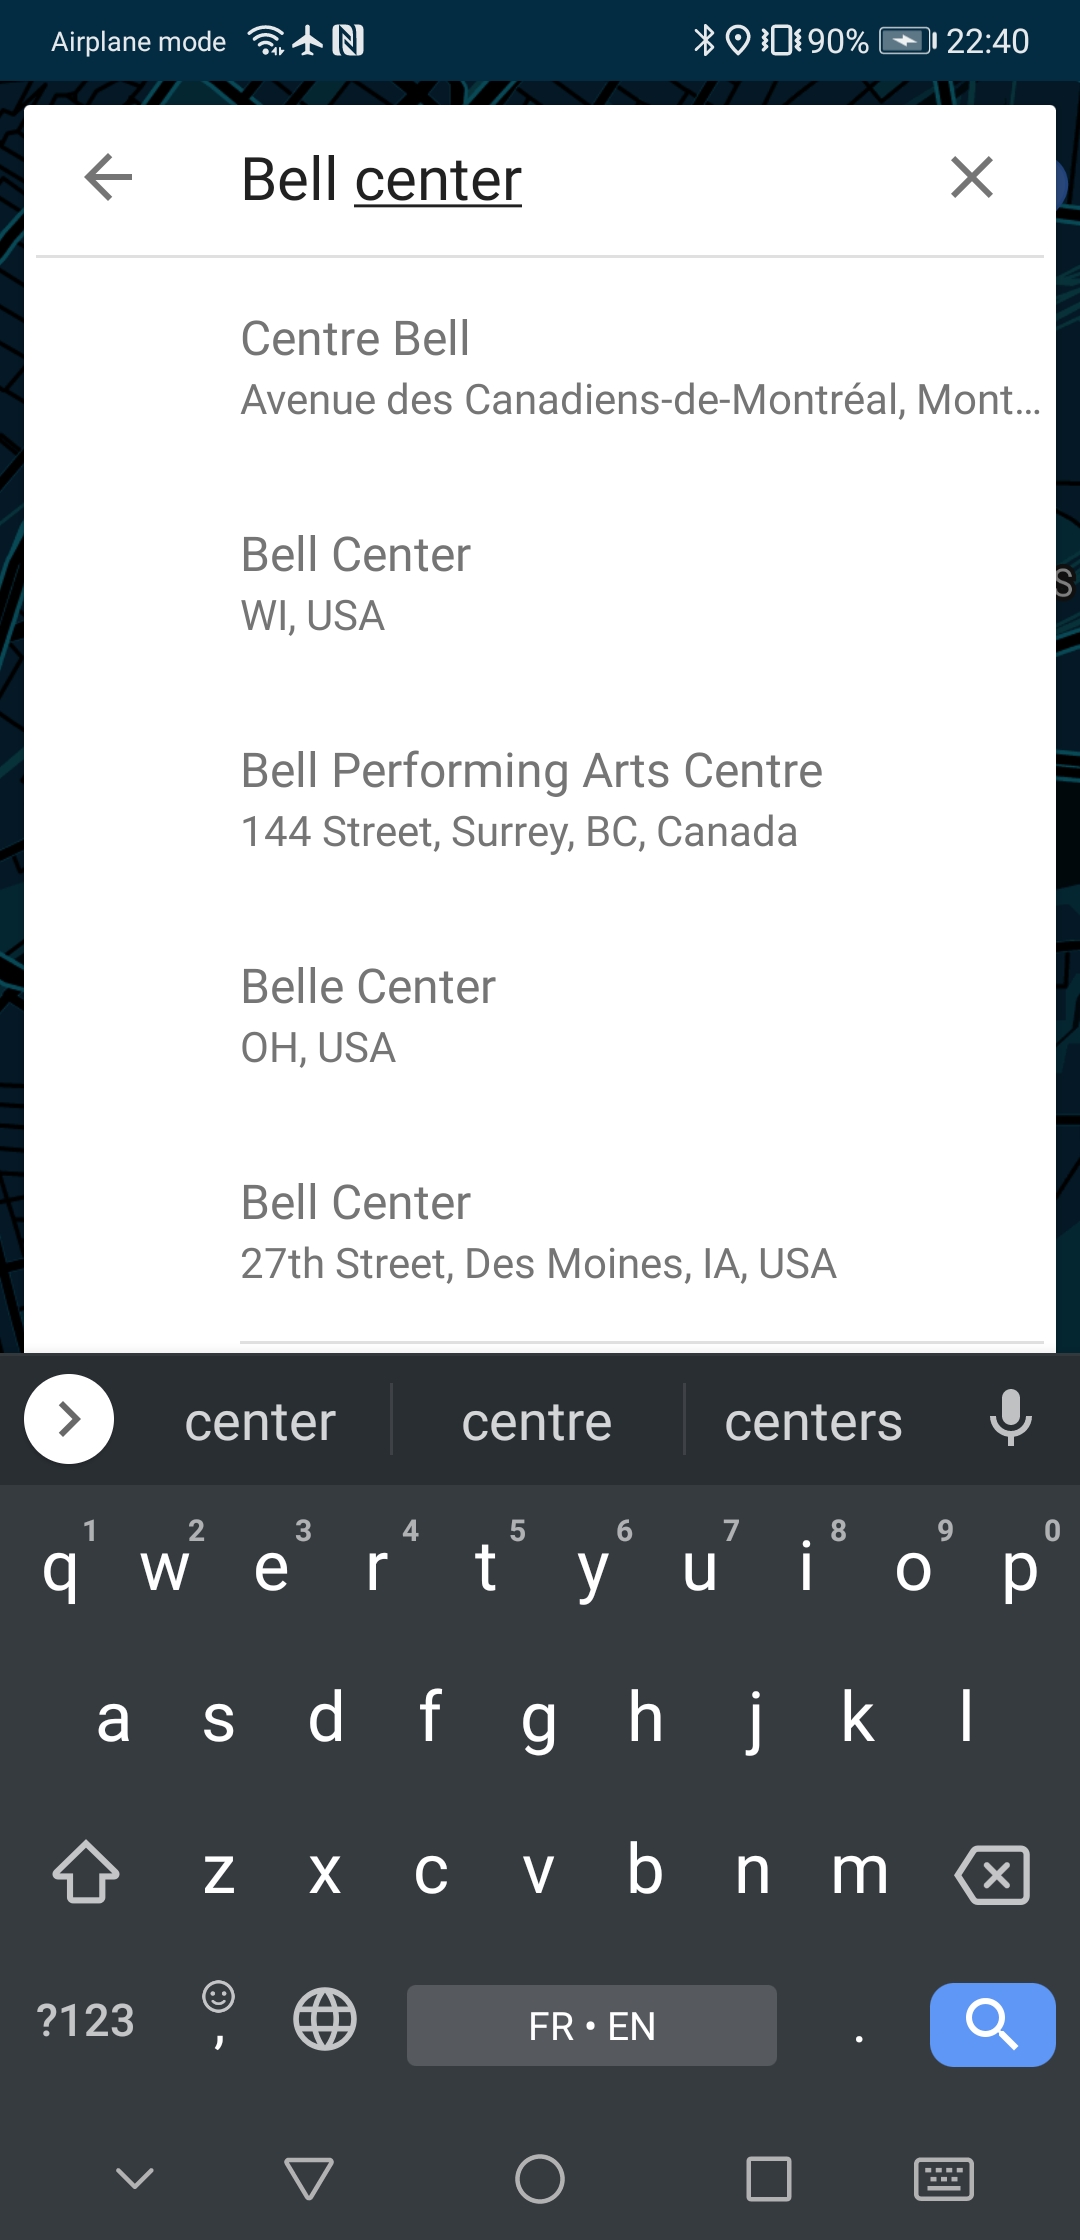 Airplane mode 90% 22:40
Bell center
Centre Bell
Avenue des Canadiens-de-Montréal, Mont...
Bell Center
WI, USA
S
Bell Performing Arts Centre
144 Street, Surrey, BC, Canada
Belle Center
OH, USA
Bell Center
27th Street, Des Moines, IA, USA
center centre centers
1 2 3 4 5 6 7 8 9 0
q w e r t y u i o p
a s d f g h j k l
z x c v b n m
?123 , FR • EN .